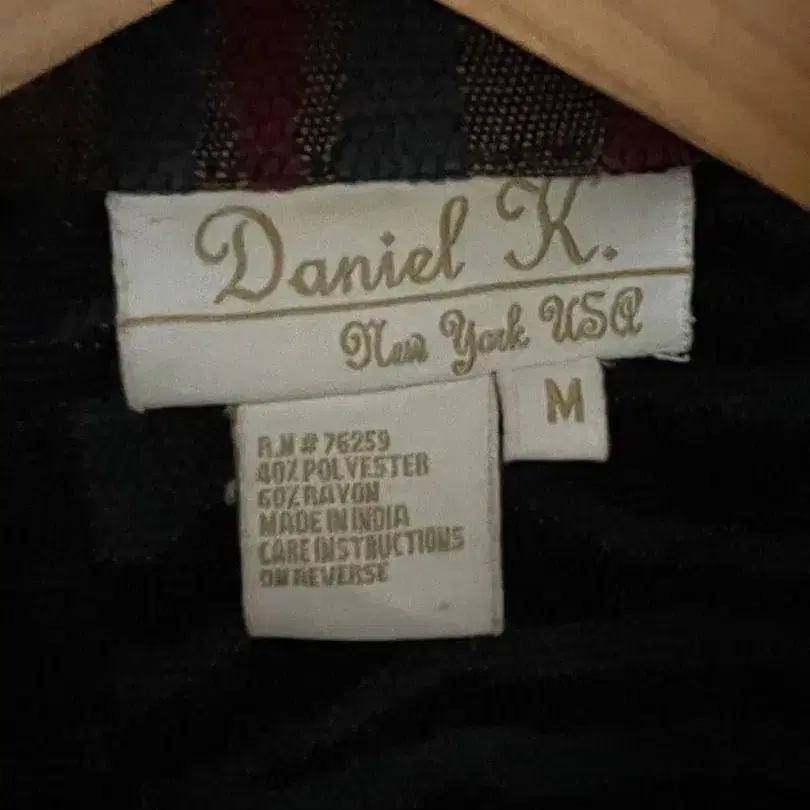 Daniel K.
New York USA
M
R.N # 76259
40% POLYESTER
60% RAYON
MADE IN INDIA
CARE INSTRUCTIONS
ON REVERSE